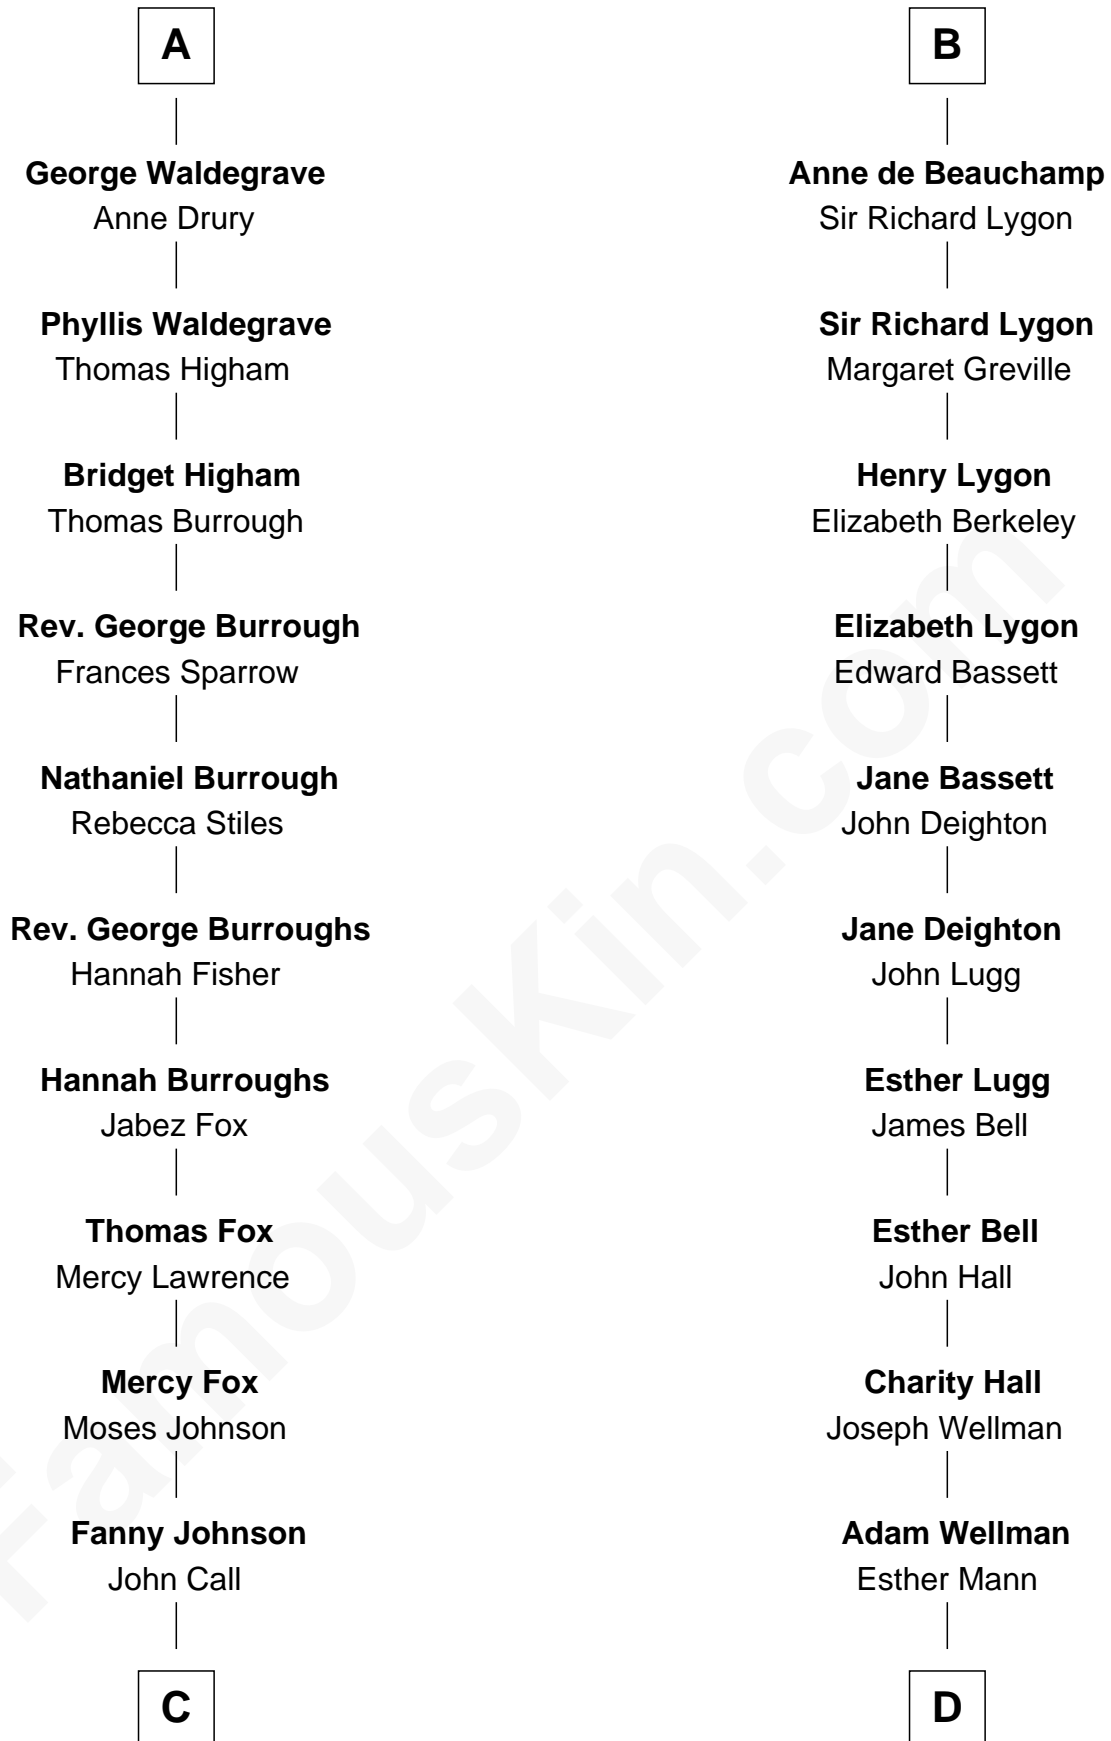 A
George Waldegrave
Anne Drury
Phyllis Waldegrave
Thomas Higham
Bridget Higham
Thomas Burrough
Rev. George Burrough
Frances Sparrow
Nathaniel Burrough
Rebecca Stiles
Rev. George Burroughs
Hannah Fisher
Hannah Burroughs
Jabez Fox
Thomas Fox
Mercy Lawrence
Mercy Fox
Moses Johnson
Fanny Johnson
John Call
C
B
Anne de Beauchamp
Sir Richard Lygon
Sir Richard Lygon
Margaret Greville
Henry Lygon
Elizabeth Berkeley
Elizabeth Lygon
Edward Bassett
Jane Bassett
John Deighton
Jane Deighton
John Lugg
Esther Lugg
James Bell
Esther Bell
John Hall
Charity Hall
Joseph Wellman
Adam Wellman
Esther Mann
D
FamousKin.com